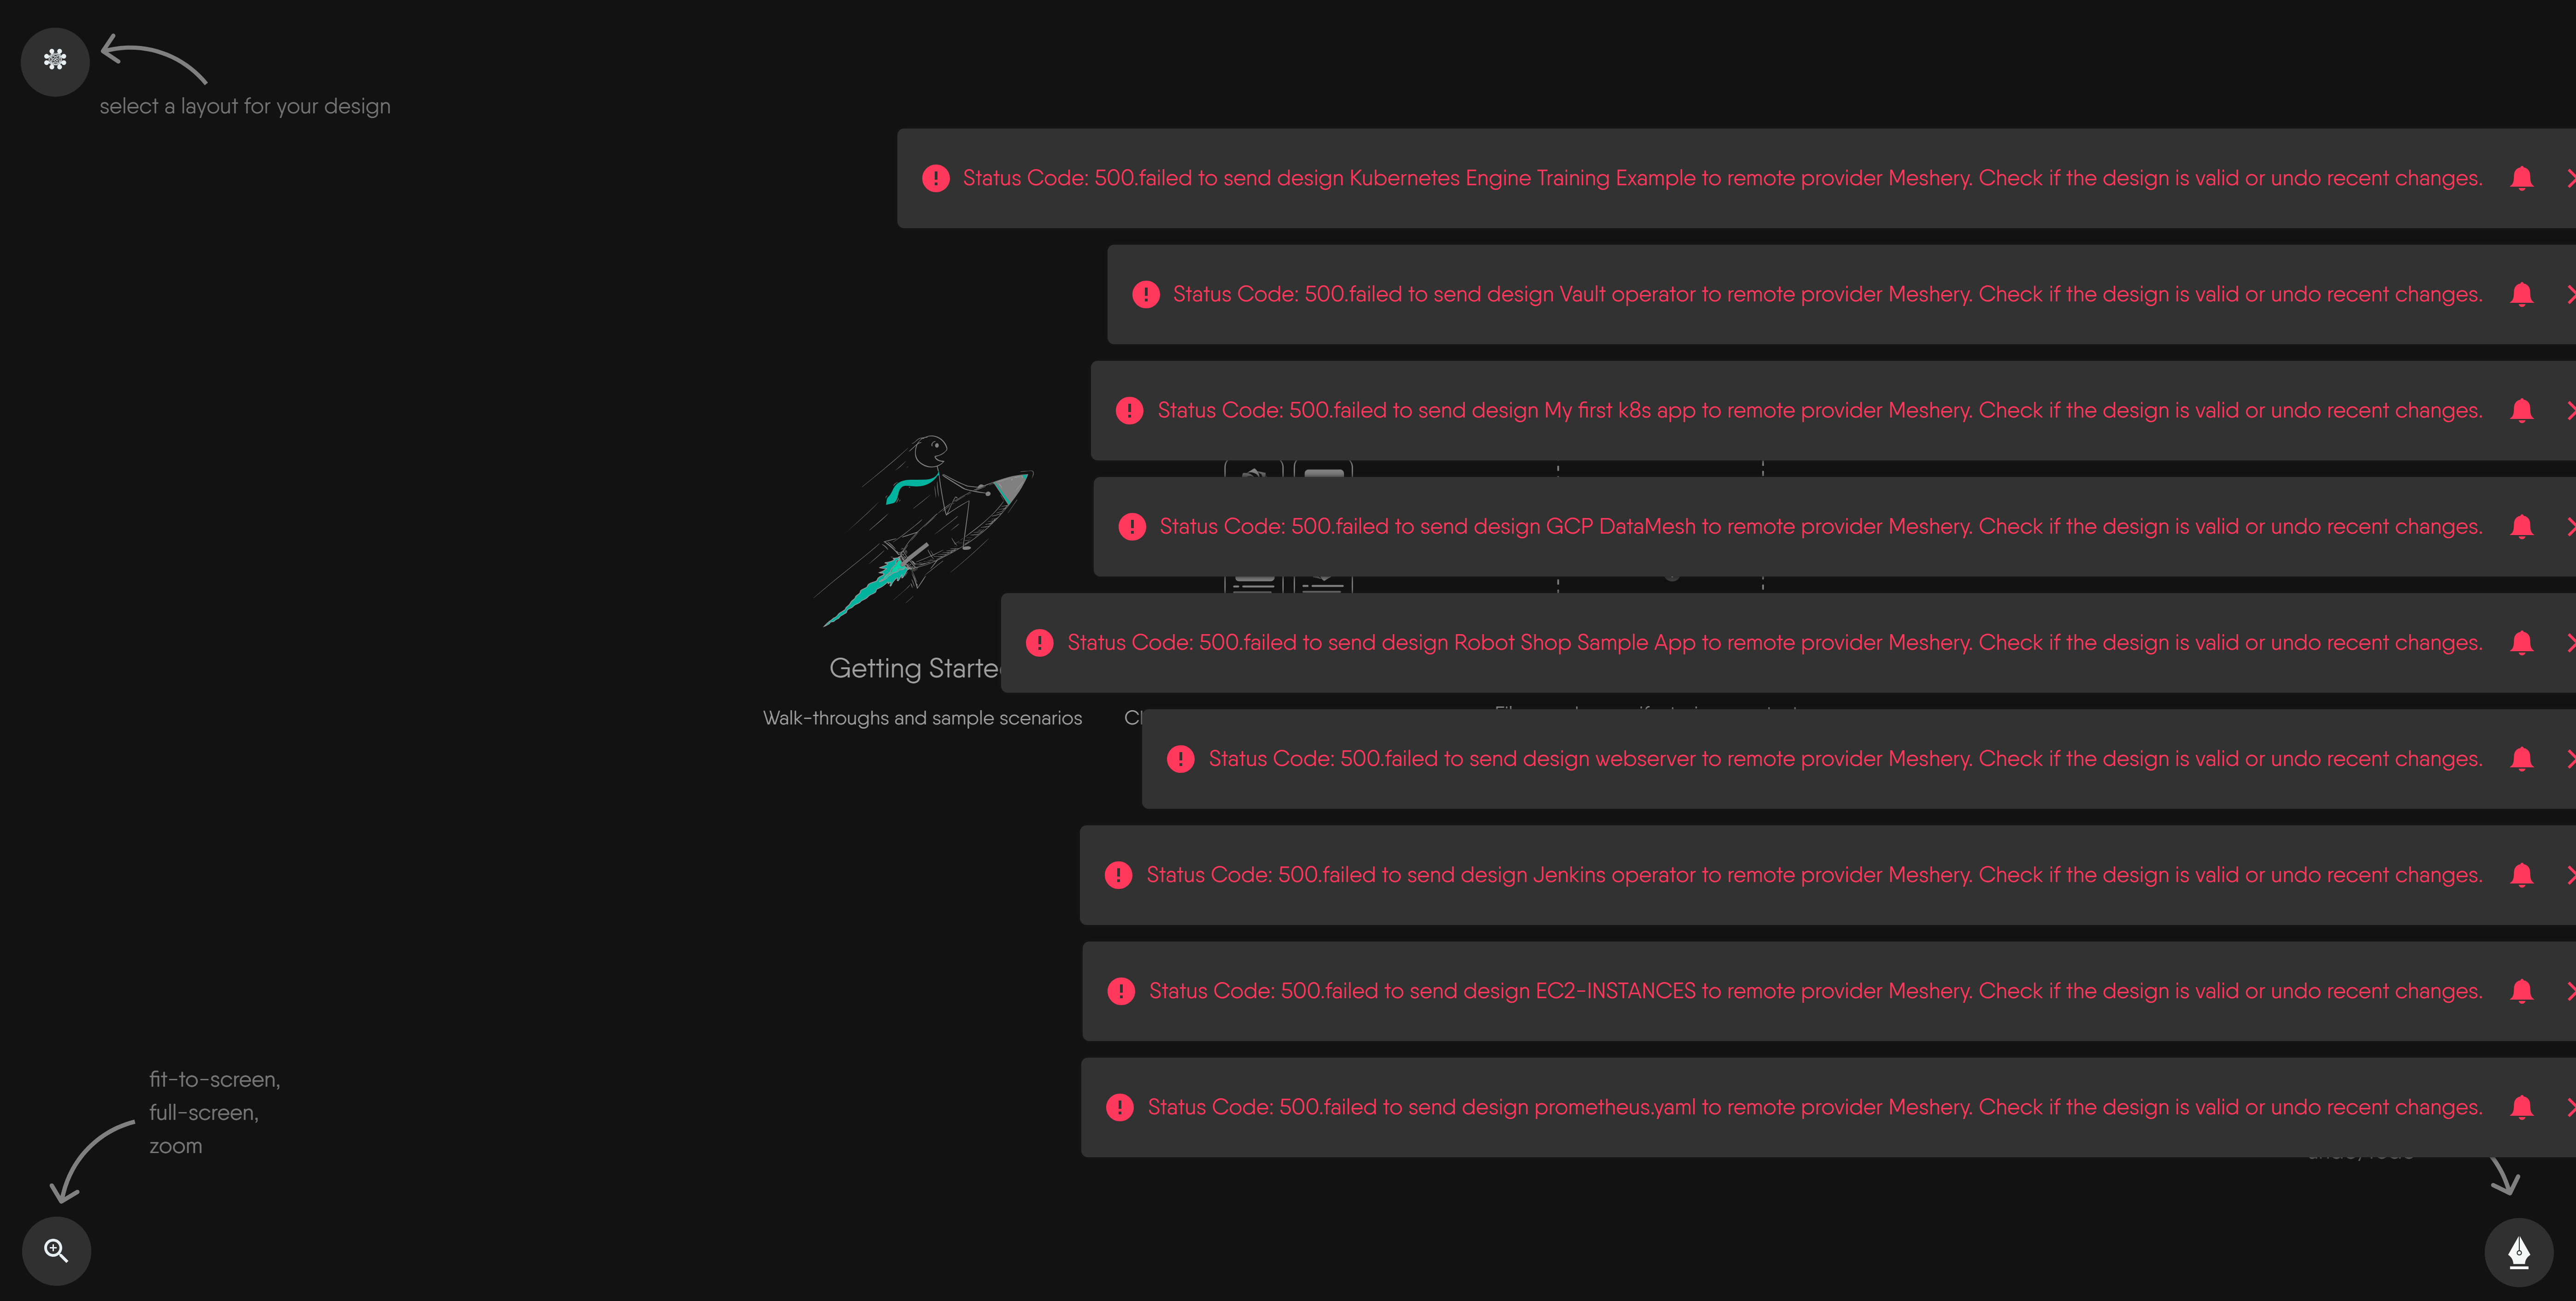 select a layout for your design
Status Code: 500.failed to send design Kubernetes Engine Training Example to remote provider Meshery. Check if the design is valid or undo recent changes.
Status Code: 500.failed to send design Vault operator to remote provider Meshery. Check if the design is valid or undo recent changes.
Status Code: 500.failed to send design My first k8s app to remote provider Meshery. Check if the design is valid or undo recent changes.
Status Code: 500.failed to send design GCP DataMesh to remote provider Meshery. Check if the design is valid or undo recent changes.
Status Code: 500.failed to send design Robot Shop Sample App to remote provider Meshery. Check if the design is valid or undo recent changes.
Getting Starte
Walk-throughs and sample scenarios
Status Code: 500.failed to send design webserver to remote provider Meshery. Check if the design is valid or undo recent changes.
Status Code: 500.failed to send design Jenkins operator to remote provider Meshery. Check if the design is valid or undo recent changes.
Status Code: 500.failed to send design EC2-INSTANCES to remote provider Meshery. Check if the design is valid or undo recent changes.
Status Code: 500.failed to send design prometheus.yaml to remote provider Meshery. Check if the design is valid or undo recent changes.
fit-to-screen,
full-screen,
zoom